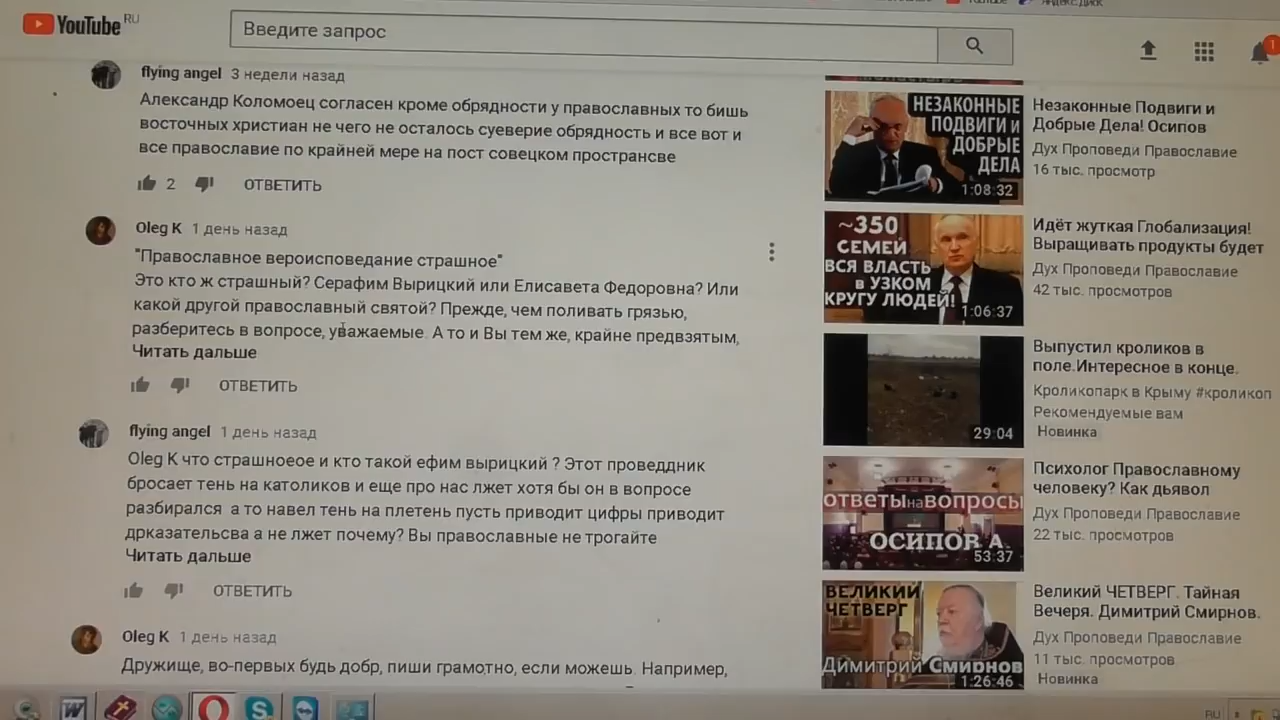 YouTube RU
Введите запрос
1
flying angel 3 недели назад
Александр Коломоец согласен кроме обрядности у православных то бишь
восточных христиан не чего не осталось суеверие обрядность и все вот и
все православие по крайней мере на пост совецком пространсве
2 ОТВЕТИТЬ
Oleg K 1 день назад
"Православное вероисповедание страшное"
Это кто ж страшный? Серафим Вырицкий или Елисавета Федоровна? Или
какой другой православный святой? Прежде, чем поливать грязью,
разберитесь в вопросе, уважаемые. А то и Вы тем же, крайне предвзятым,
Читать дальше
ОТВЕТИТЬ
flying angel 1 день назад
Oleg K что страшноеое и кто такой ефим вырицкий ? Этот проведдник
бросает тень на католиков и еще про нас лжет хотя бы он в вопросе
разбирался а то навел тень на плетень пусть приводит цифры приводит
дрказательсва а не лжет почему? Вы православные не трогайте
Читать дальше
ОТВЕТИТЬ
Oleg K 1 день назад
Дружище, во-первых будь добр, пиши грамотно, если можешь. Например,
НЕЗАКОННЫЕ
ПОДВИГИ И
ДОБРЫЕ
ДЕЛА
1:08:32
Незаконные Подвиги и
Добрые Дела! Осипов
Дух Проповеди Православие
16 тыс. просмотр
~350
СЕМЕЙ
ВСЯ ВЛАСТЬ
в УЗКОМ
КРУГУ ЛЮДЕЙ!
1:06:37
Идёт жуткая Глобализация!
Выращивать продукты будет
Дух Проповеди Православие
42 тыс. просмотров
29:04
Выпустил кроликов в
поле.Интересное в конце.
Кроликопарк в Крыму #кроликоп
Рекомендуемые вам
Новинка
ответы на вопросы
ОСИПОВ А.
53:37
Психолог Православному
человеку? Как дьявол
Дух Проповеди Православие
22 тыс. просмотров
ВЕЛИКИЙ
ЧЕТВЕРГ
Димитрий Смирнов
1:26:46
Великий ЧЕТВЕРГ. Тайная
Вечеря. Димитрий Смирнов.
Дух Проповеди Православие
11 тыс. просмотров
Новинка
RU